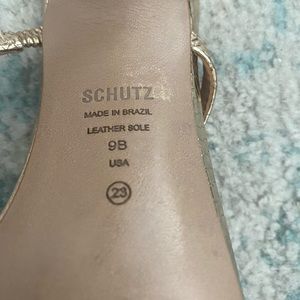 SCHUTZ
MADE IN BRAZIL
LEATHER SOLE
9B
USA
23